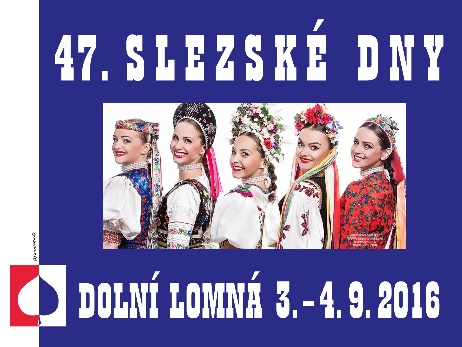 47. SLEZSKÉ DNY
DOLNÍ LOMNÁ 3.-4.9.2016